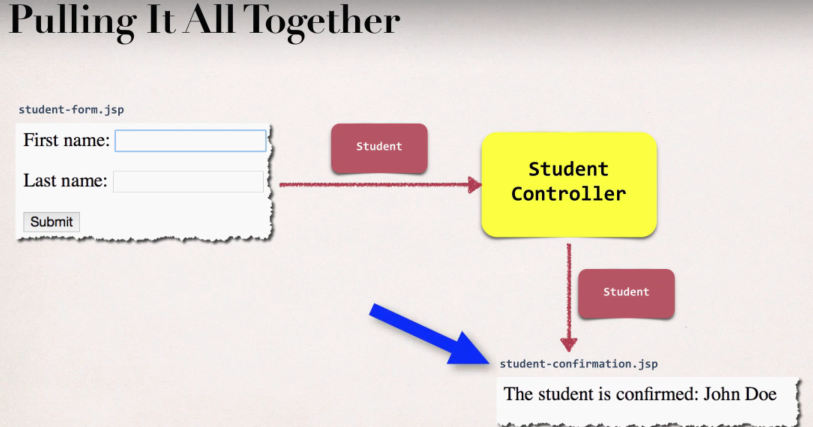 Pulling It All Together
student-form.jsp
First name:
Last name:
Submit
Student
Student
Controller
Student
student-confirmation.jsp
The student is confirmed: John Doe